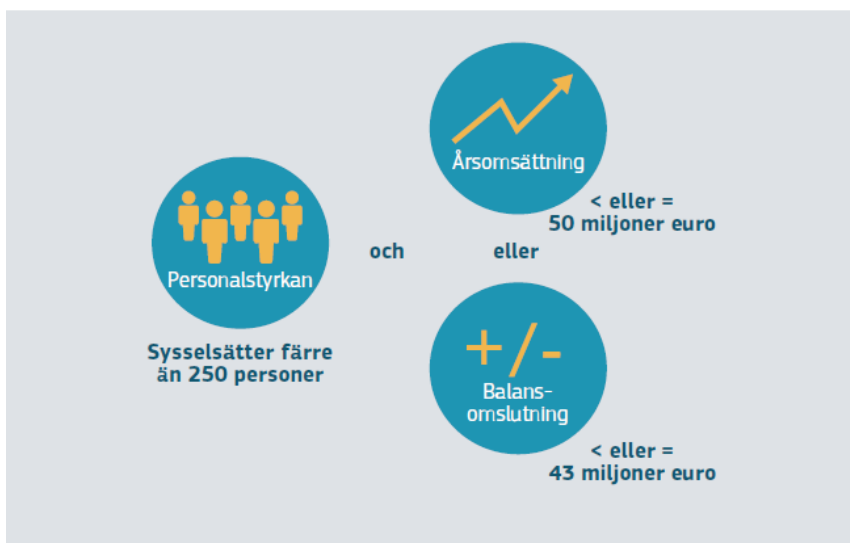 Personalstyrkan
Sysselsätter färre
än 250 personer
och
Årsomsättning
< eller =
50 miljoner euro
eller
+/-
Balans-
omslutning
< eller =
43 miljoner euro